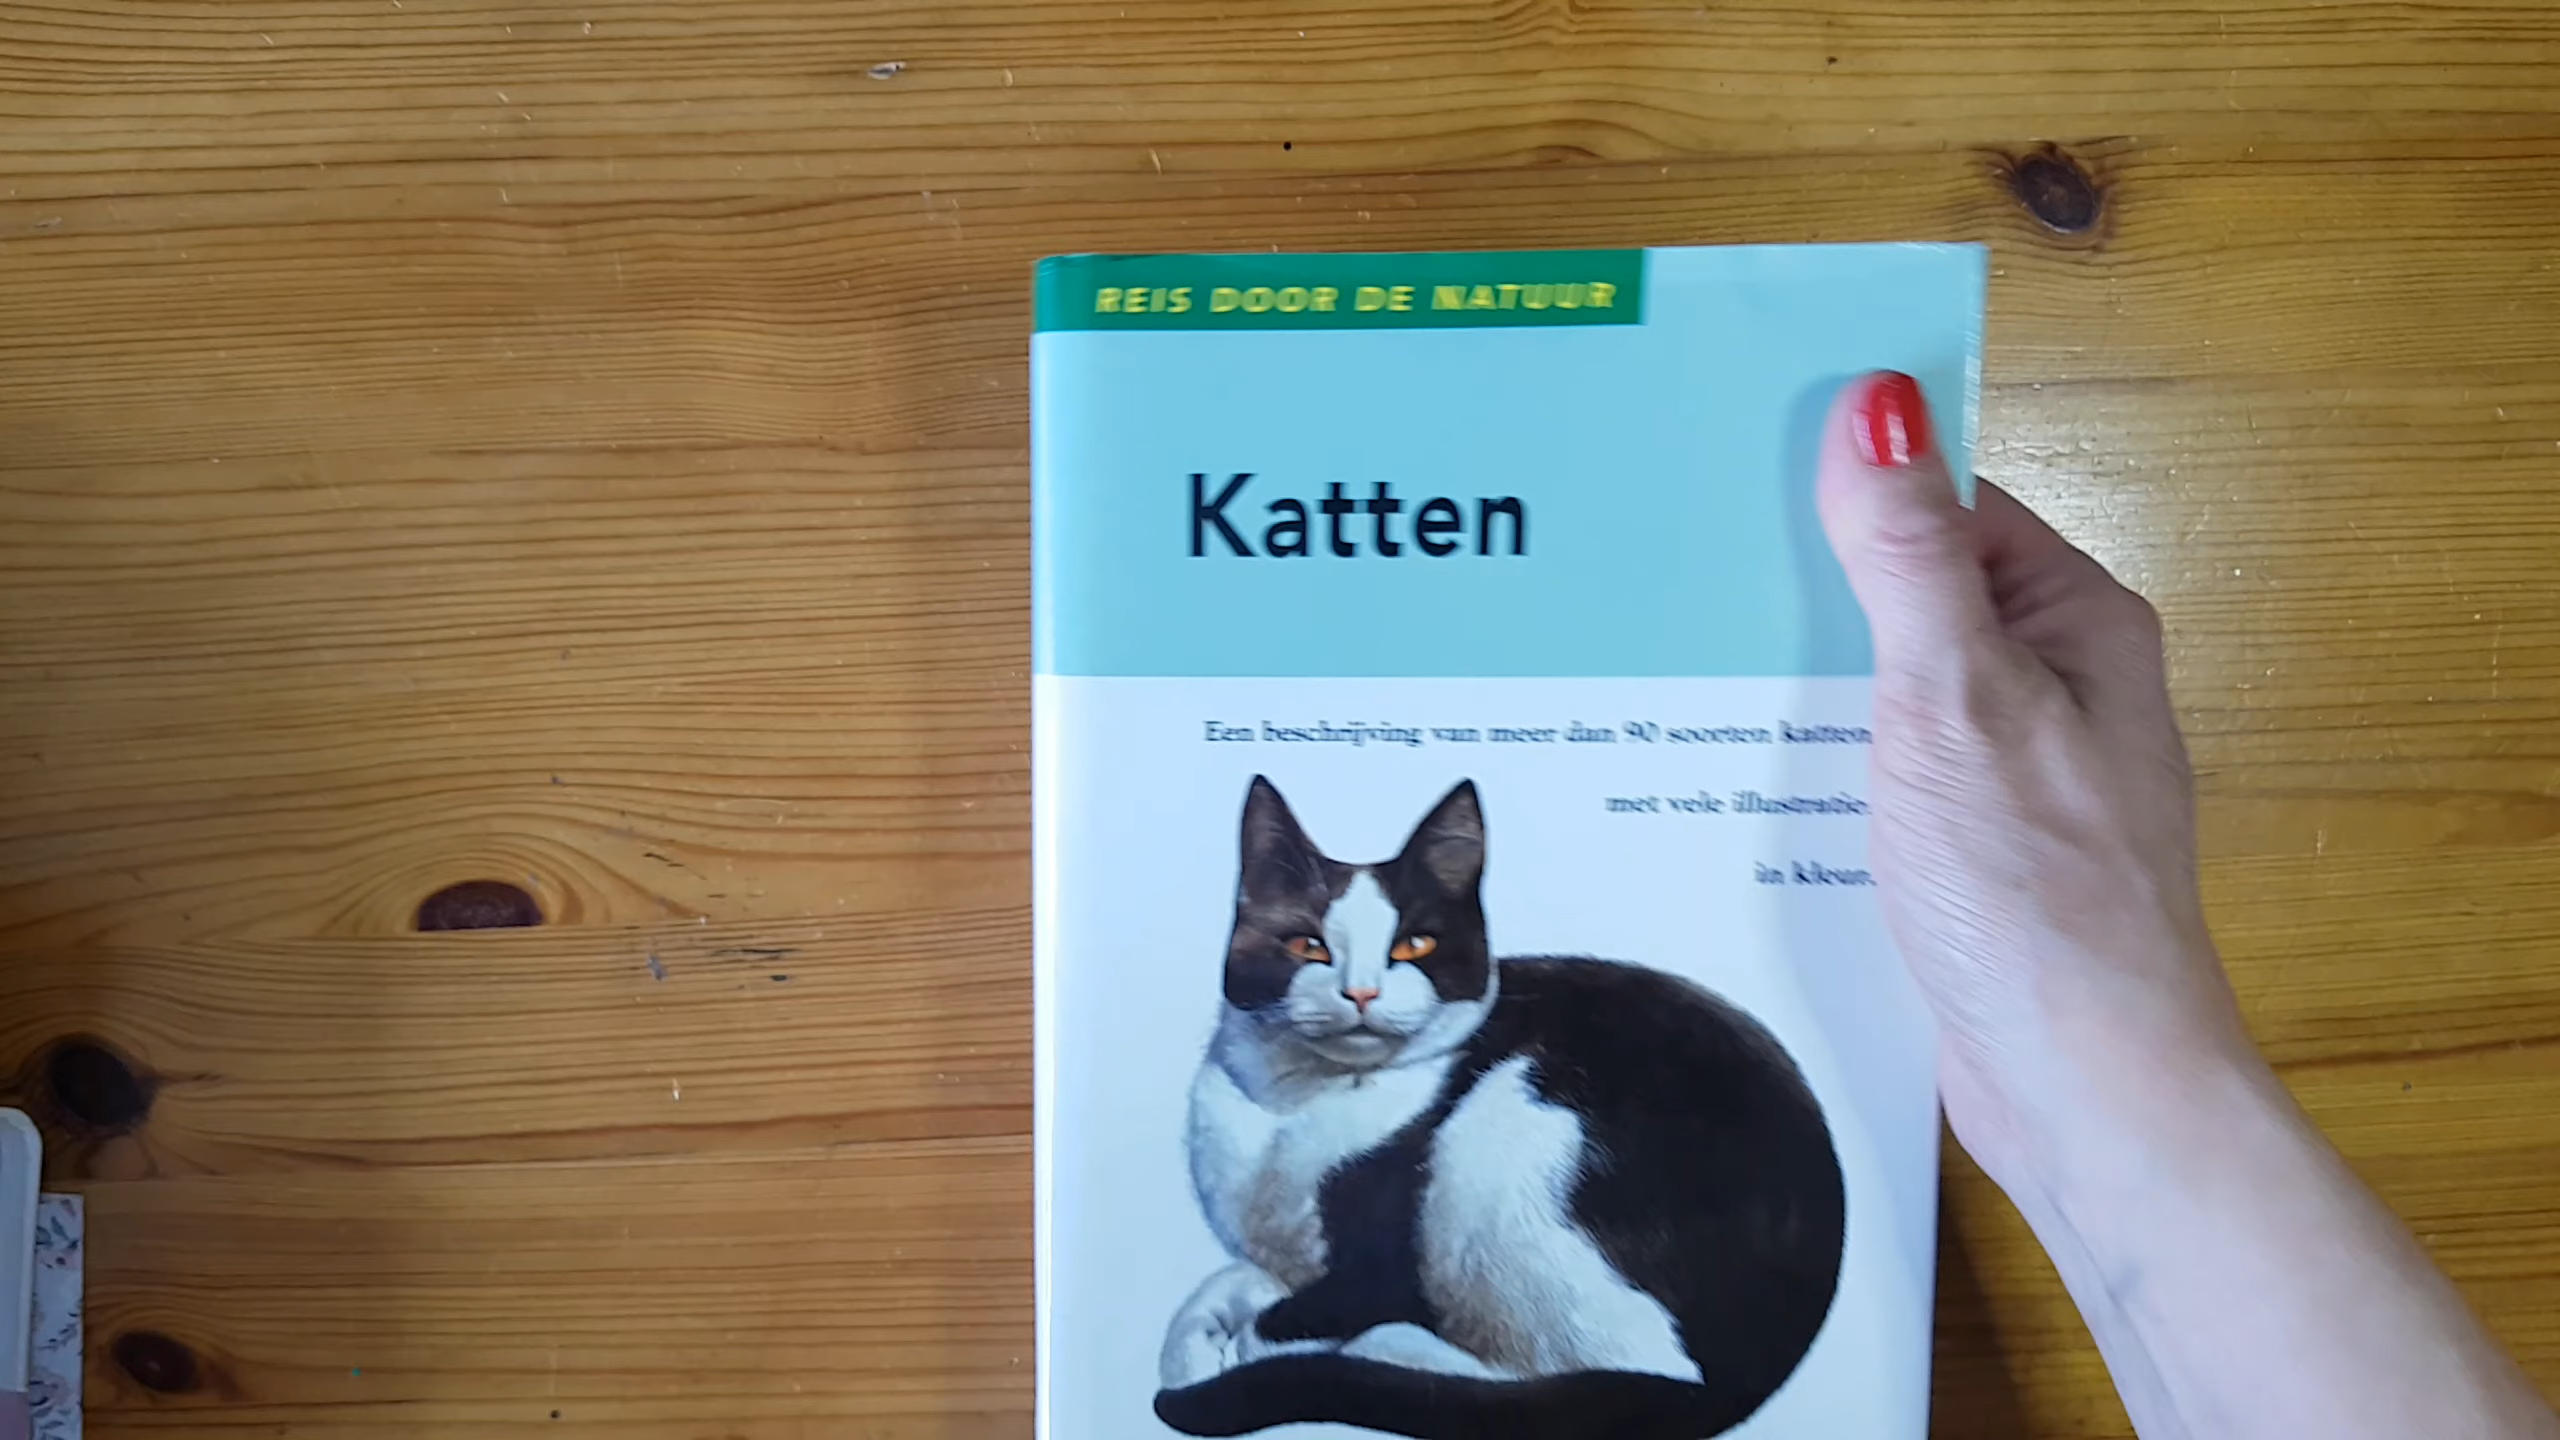 REIS DOOR DE NATUUR
Katten
Een beschrijving van meer dan 90 soorten katten
met vele illustratie
in kleur.